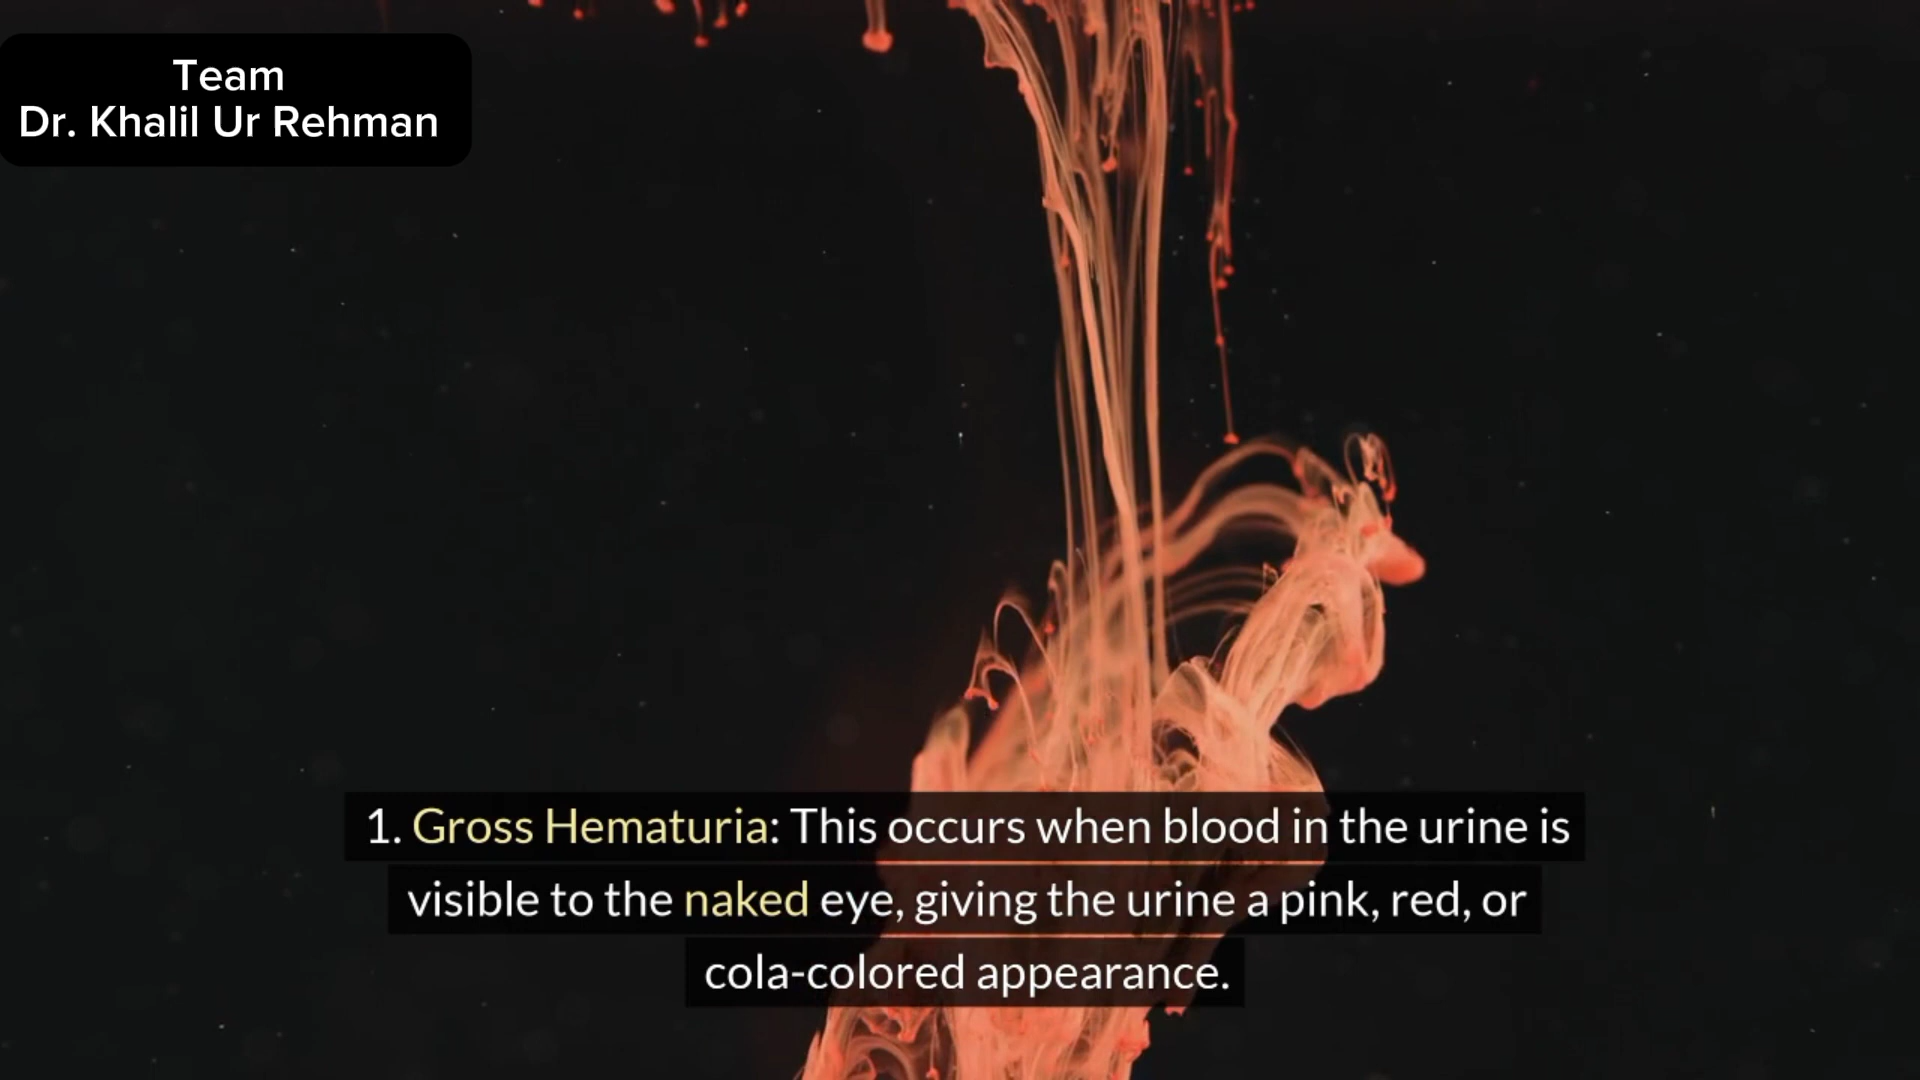 Team
Dr. Khalil Ur Rehman
1. Gross Hematuria: This occurs when blood in the urine is
visible to the naked eye, giving the urine a pink, red, or
cola-colored appearance.